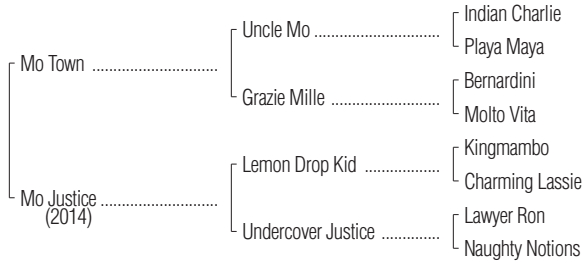 Indian Charlie
Uncle Mo ..............................
Playa Maya
Mo Town ..............................
Bernardini
Grazie Mille ..........................
Molto Vita
Kingmambo
Lemon Drop Kid ..................
Charming Lassie
Mo Justice ............................
(2014)
Lawyer Ron
Undercover Justice ...................
Naughty Notions